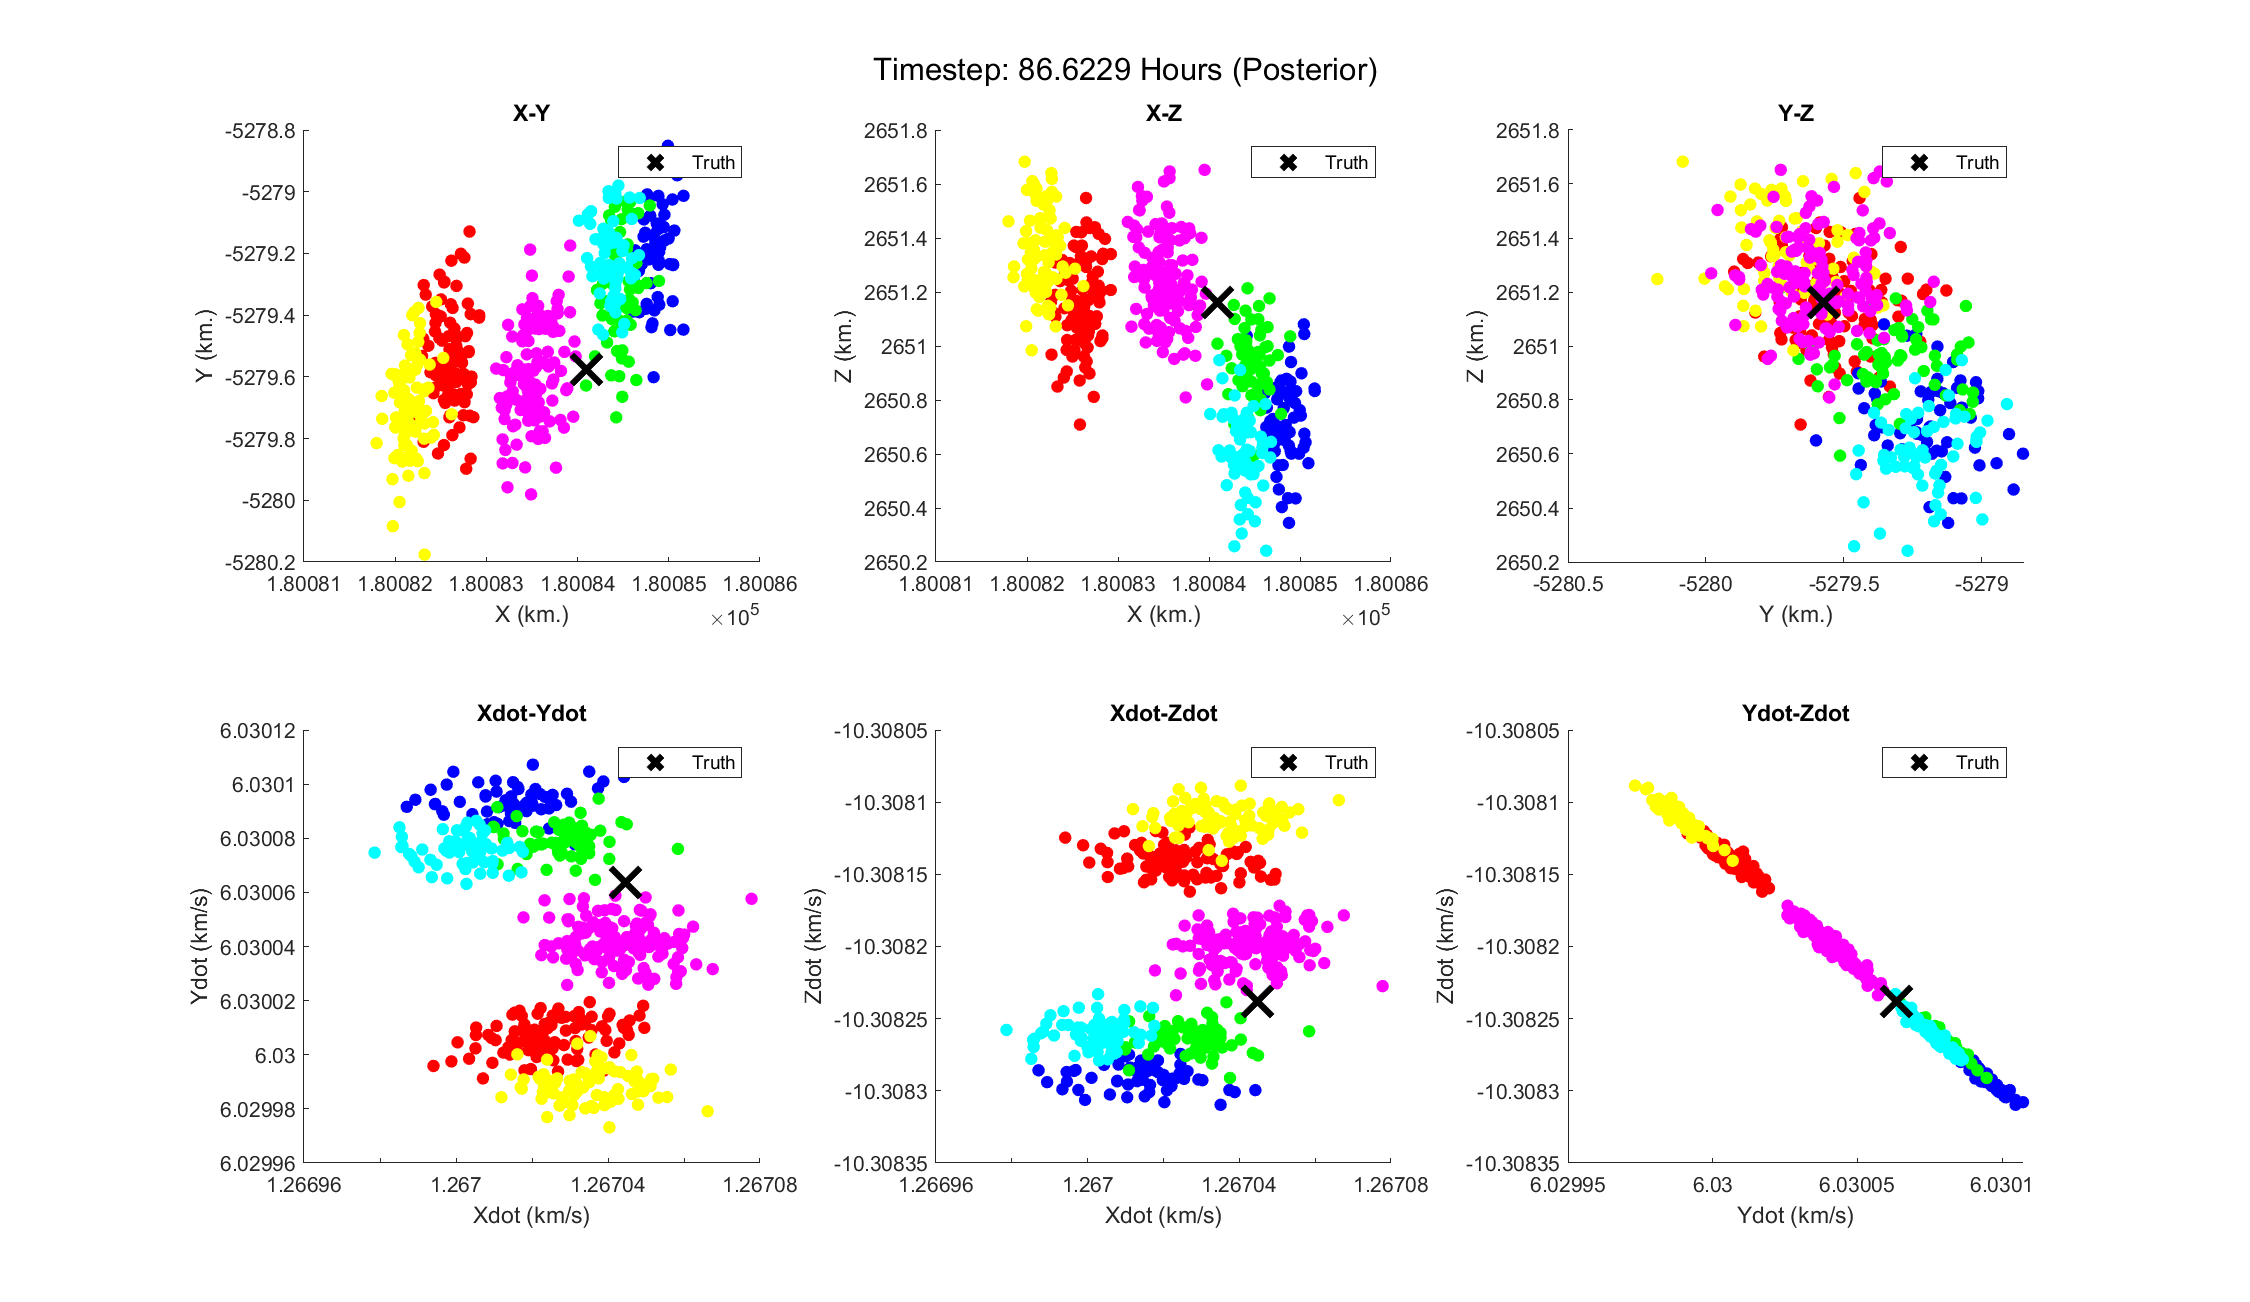 Timestep: 86.6229 Hours (Posterior)
X-Y
-5278.8
-5279
-5279.2
-5279.4
-5279.6
-5279.8
-5280
-5280.2
Y (km.)
Truth
1.80081 1.80082 1.80083 1.80084 1.80085 1.80086
X (km.)
×10^5
X-Z
2651.8
2651.6
2651.4
2651.2
2651
2650.8
2650.6
2650.4
2650.2
Z (km.)
Truth
1.80081 1.80082 1.80083 1.80084 1.80085 1.80086
X (km.)
×10^5
Y-Z
2651.8
2651.6
2651.4
2651.2
2651
2650.8
2650.6
2650.4
2650.2
Z (km.)
Truth
-5280.5 -5280 -5279.5 -5279
Y (km.)
Xdot-Ydot
6.03012
6.0301
6.03008
6.03006
6.03004
6.03002
6.03
6.02998
6.02996
Ydot (km/s)
Truth
1.26696 1.267 1.26704 1.26708
Xdot (km/s)
Xdot-Zdot
-10.30805
-10.3081
-10.30815
-10.3082
-10.30825
-10.3083
-10.30835
Zdot (km/s)
Truth
1.26696 1.267 1.26704 1.26708
Xdot (km/s)
Ydot-Zdot
-10.30805
-10.3081
-10.30815
-10.3082
-10.30825
-10.3083
-10.30835
Zdot (km/s)
Truth
6.02995 6.03 6.03005 6.0301
Ydot (km/s)